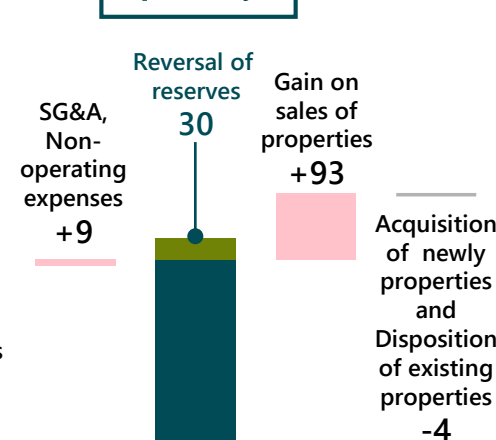 SG&A,
Non-
operating
expenses
+9
Reversal of
reserves
30
Gain on
sales of
properties
+93
Acquisition
of newly
properties
and
Disposition
of existing
properties
-4